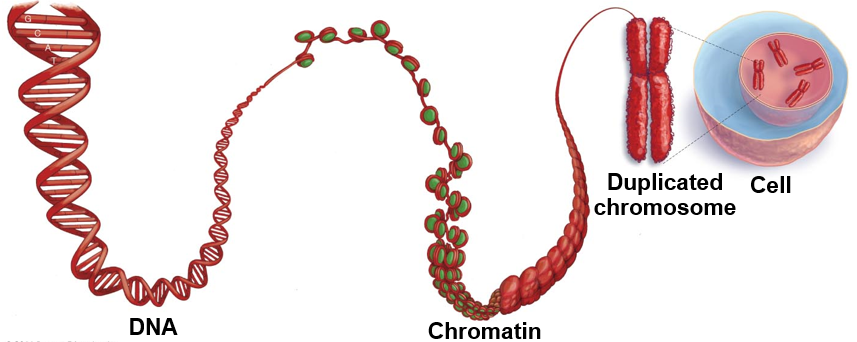 G
C
A
T
DNA
Chromatin
Duplicated
chromosome
Cell